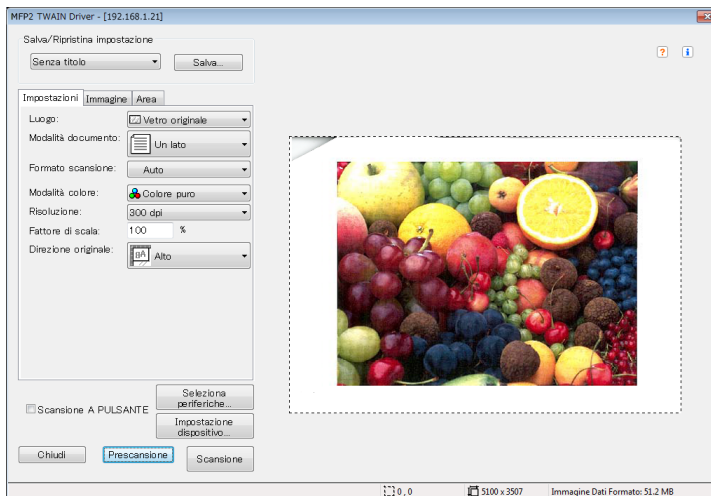 MFP2 TWAIN Driver - [192.168.1.21]
Salva/Ripristina impostazione
Senza titolo
Salva...
Impostazioni
Immagine
Area
Luogo:
Vetro originale
Modalità documento:
Un lato
Formato scansione:
Auto
Modalità colore:
Colore puro
Risoluzione:
300 dpi
Fattore di scala:
100 %
Direzione originale:
Alto
Scansione A PULSANTE
Seleziona
periferiche...
Impostazione
dispositivo...
Chiudi
Prescansione
Scansione
0 , 0
5100 x 3507
Immagine Dati Formato: 51.2 MB